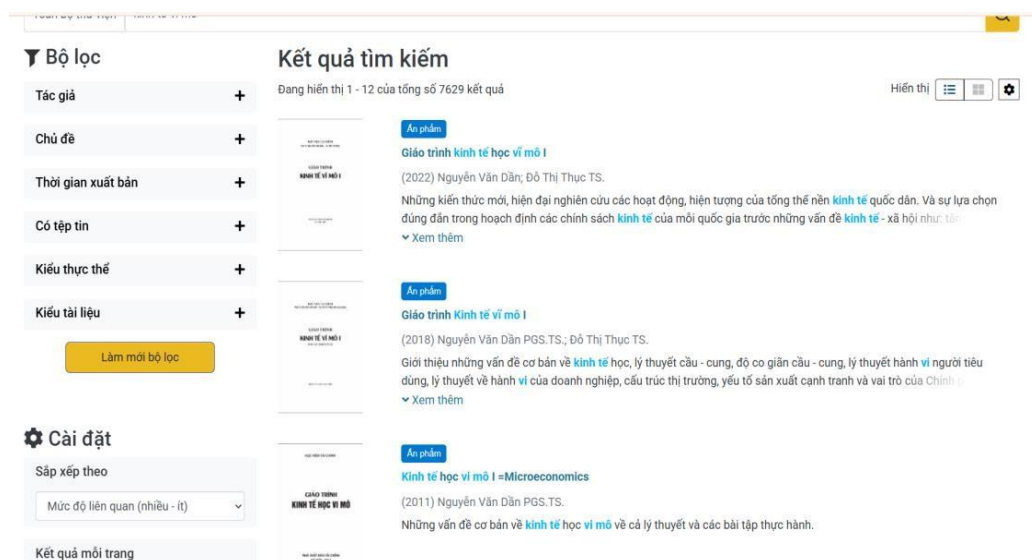 Bộ lọc
Tác giả
Chủ đề
Thời gian xuất bản
Có tệp tin
Kiểu thực thể
Kiểu tài liệu
Làm mới bộ lọc
Cài đặt
Sắp xếp theo
Mức độ liên quan (nhiều - ít)
Kết quả mỗi trang
Kết quả tìm kiếm
Đang hiển thị 1 - 12 của tổng số 7629 kết quả
Hiển thị
Ấn phẩm
Giáo trình kinh tế học vĩ mô I
(2022) Nguyễn Văn Dần; Đỗ Thị Thục TS.
Những kiến thức mới, hiện đại nghiên cứu các hoạt động, hiện tượng của tổng thể nền kinh tế quốc dân. Và sự lựa chọn
đúng đắn trong hoạch định các chính sách kinh tế của mỗi quốc gia trước những vấn đề kinh tế - xã hội như:
Xem thêm
GIÁO TRÌNH
Ấn phẩm
Giáo trình Kinh tế vĩ mô I
(2018) Nguyễn Văn Dần PGS.TS.; Đỗ Thị Thục TS.
Giới thiệu những vấn đề cơ bản về kinh tế học, lý thuyết cầu - cung, độ co giãn cầu - cung, lý thuyết hành vi người tiêu
dùng, lý thuyết về hành vi của doanh nghiệp, cấu trúc thị trường, yếu tố sản xuất cạnh tranh và vai trò của Chính
Xem thêm
GIÁO TRÌNH
Ấn phẩm
Kinh tế học vi mô I =Microeconomics
(2011) Nguyễn Văn Dần PGS.TS.
Những vấn đề cơ bản về kinh tế học vi mô về cả lý thuyết và các bài tập thực hành.
GIÁO TRÌNH
KINH TẾ HỌC VI MÔ